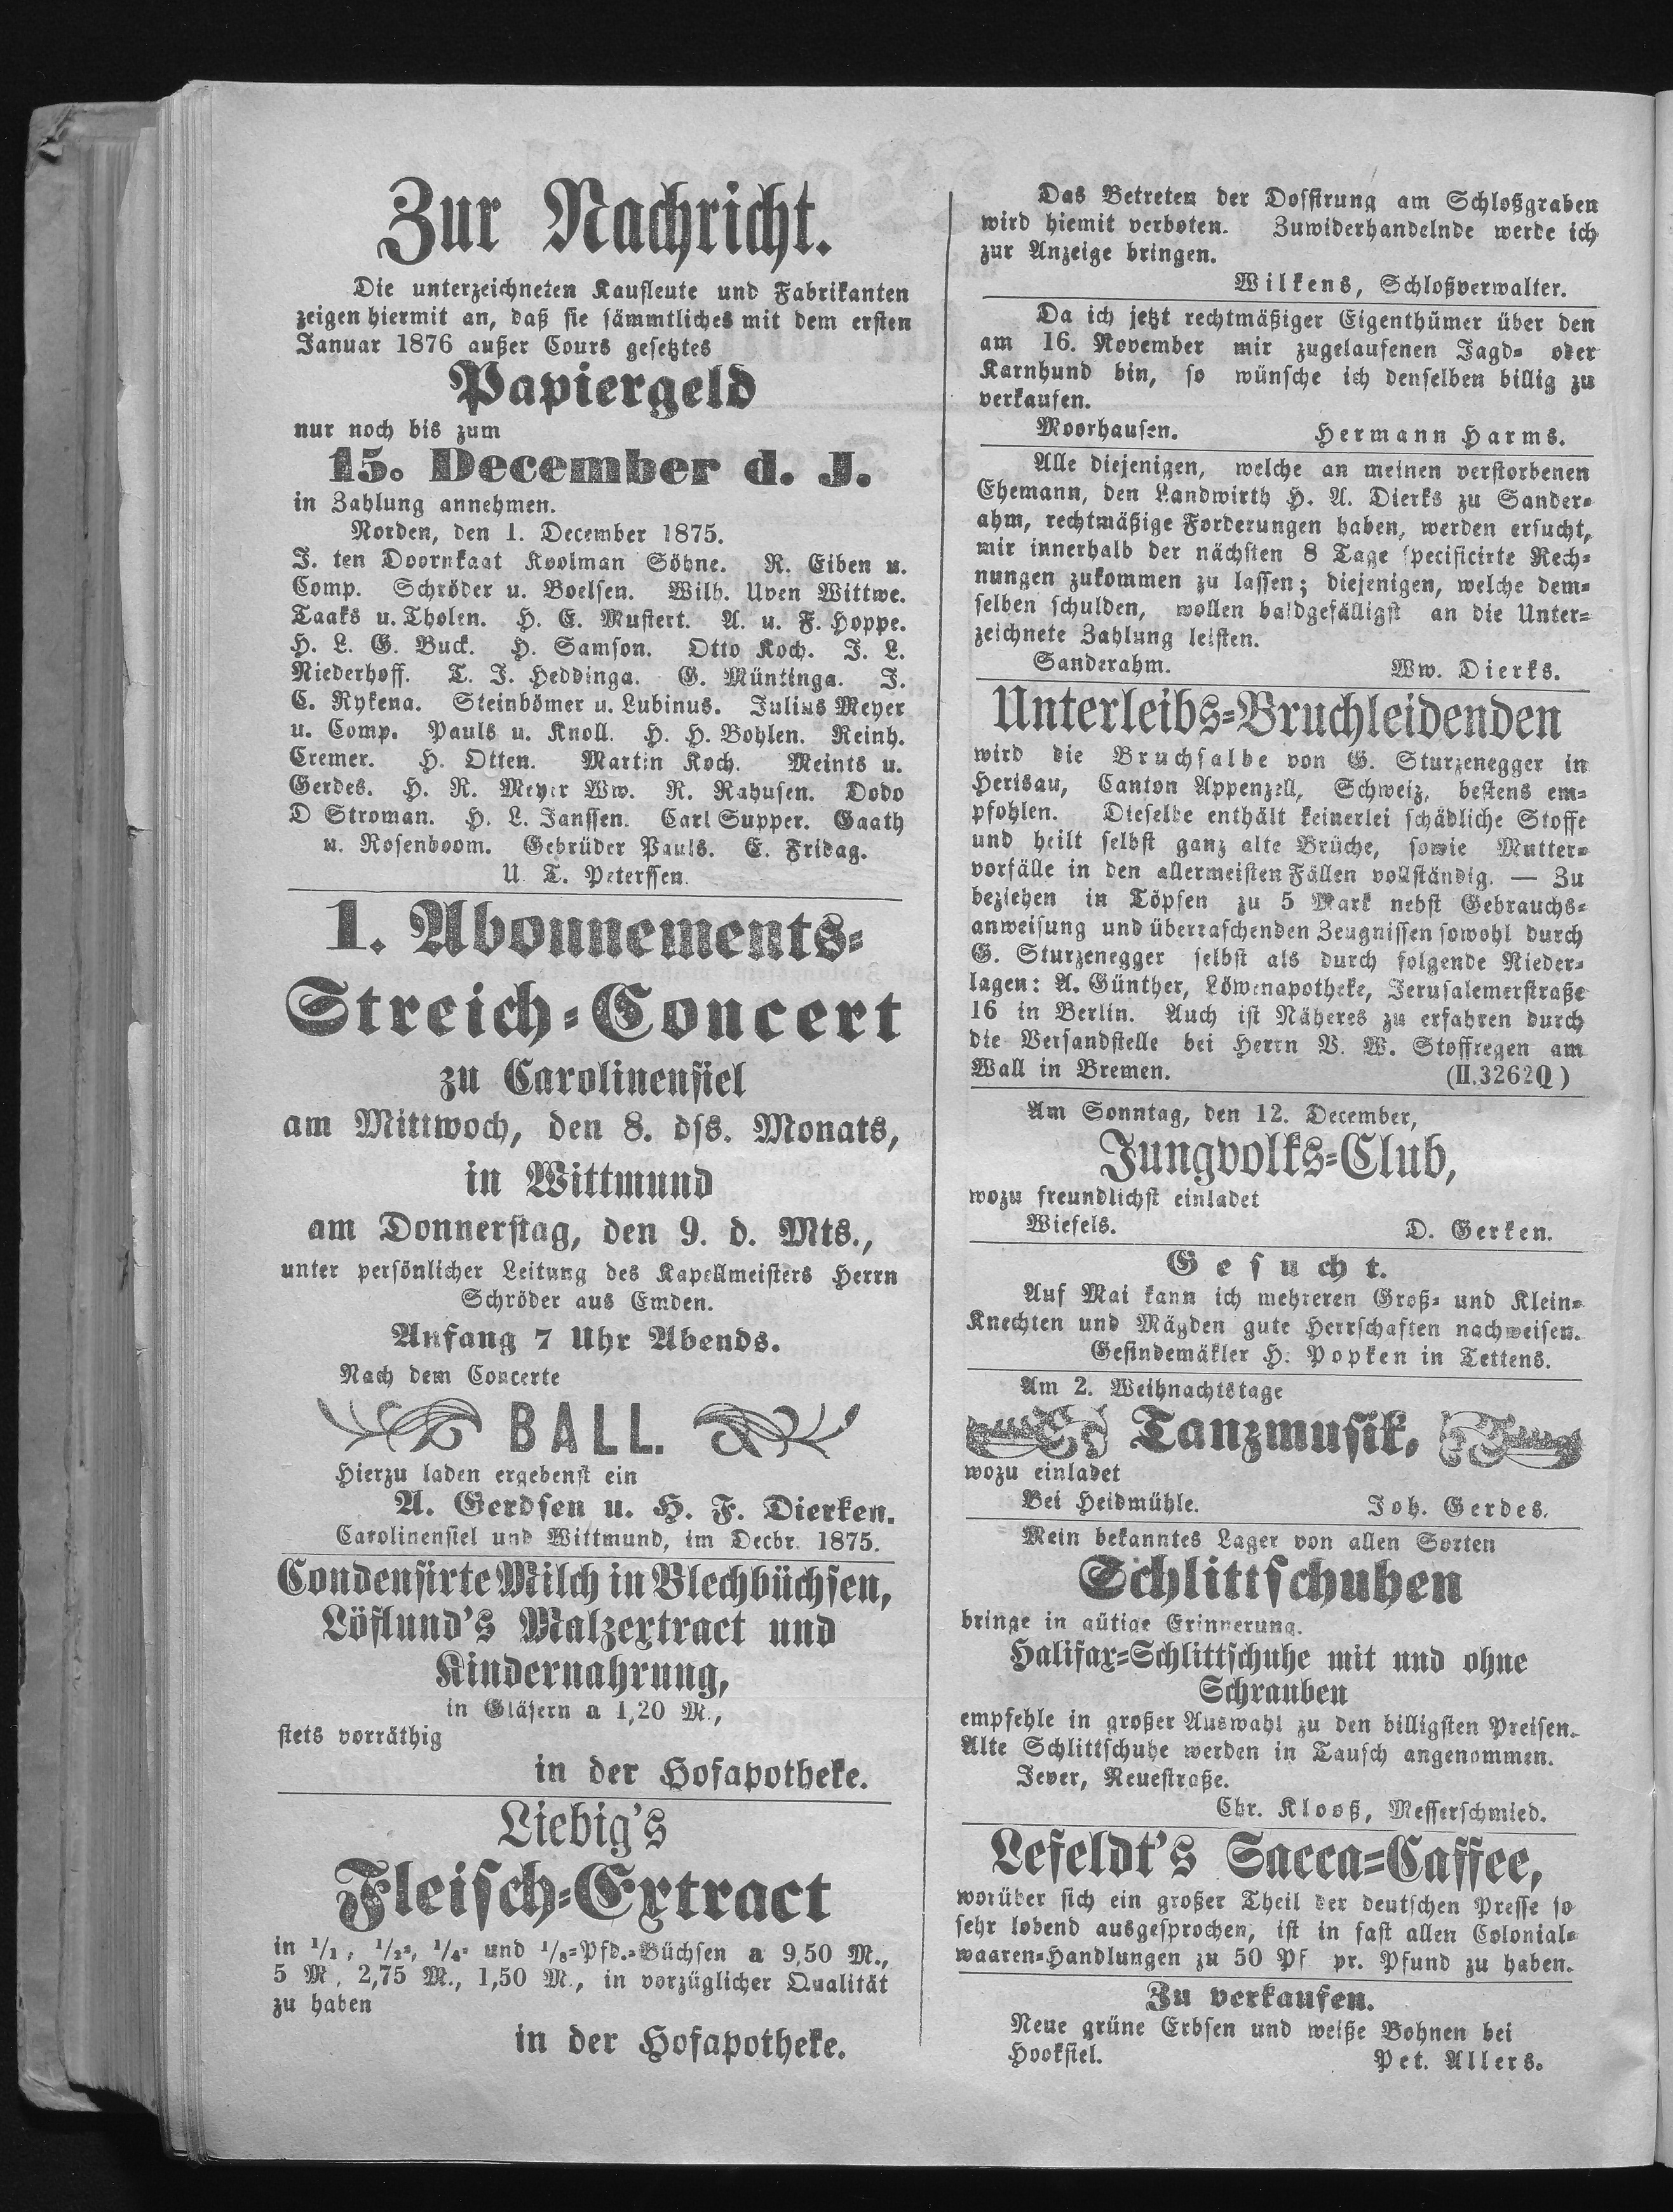 Zur Nachricht.
Die unterzeichneten Kaufleute und Fabrikanten
zeigen hiermit an, daß sie sämmtliches mit dem ersten
Januar 1876 außer Cours gesetztes
Papiergeld
nur noch bis zum
15. December d. J.
in Zahlung annehmen.
Norden, den 1. December 1875.
J. ten Doornkaat Koolman Söhne. R. Eiben u.
Comp. Schröder u. Boelsen. Wilh. Uven Wittwe.
Taaks u. Tholen. H. E. Mustert. A. u. F. Hoppe.
H. L. G. Buck. H. Samson. Otto Koch. J. L.
Niederhoff. T. J. Heddinga. G. Müntinga. J.
C. Rykena. Steinbömer u. Lubinus. Julius Meyer
u. Comp. Pauls u. Knoll. H. H. Bohlen. Reinh.
Cremer. H. Otten. Martin Koch. Meints u.
Gerdes. H. R. Meyer Ww. R. Rahusen. Dodo
D Stroman. H. L. Janssen. Carl Supper. Gaath
u. Rosenboom. Gebrüder Pauls. E. Fridag.
U. T. Peterssen.
1. Abonnements-
Streich-Concert
zu Carolinensiel
am Mittwoch, den 8. dss. Monats,
in Wittmund
am Donnerstag, den 9. d. Mts.,
unter persönlicher Leitung des Kapellmeisters Herrn
Schröder aus Emden.
Anfang 7 Uhr Abends.
Nach dem Concerte
BALL.
Hierzu laden ergebenst ein
A. Gerdsen u. H. F. Dierken.
Carolinensiel und Wittmund, im Decbr. 1875.
Condensirte Milch in Blechbüchsen,
Löflund's Malzextract und
Kindernahrung,
in Gläsern a 1,20 M.,
stets vorräthig
in der Hofapotheke.
Liebig's
Fleisch-Extract
in 1/1, 1/2-, 1/4- und 1/8-Pfd.-Büchsen a 9,50 M.,
5 M, 2,75 M., 1,50 M., in vorzüglicher Qualität
zu haben
in der Hofapotheke.
Das Betreten der Dossirung am Schloßgraben
wird hiemit verboten. Zuwiderhandelnde werde ich
zur Anzeige bringen.
Wilkens, Schloßverwalter.
Da ich jetzt rechtmäßiger Eigenthümer über den
am 16. November mir zugelaufenen Jagd- oder
Karnhund bin, so wünsche ich denselben billig zu
verkaufen.
Moorhausen. Hermann Harms.
Alle diejenigen, welche an meinen verstorbenen
Ehemann, den Landwirth H. A. Dierks zu Sander-
ahm, rechtmäßige Forderungen haben, werden ersucht,
mir innerhalb der nächsten 8 Tage specificirte Rech-
nungen zukommen zu lassen; diejenigen, welche dem-
selben schulden, wollen baldgefälligst an die Unter-
zeichnete Zahlung leisten.
Sanderahm. Ww. Dierks.
Unterleibs-Bruchleidenden
wird die Bruchsalbe von G. Sturzenegger in
Herisau, Canton Appenzell, Schweiz, bestens em-
pfohlen. Dieselbe enthält keinerlei schädliche Stoffe
und heilt selbst ganz alte Brüche, sowie Mutter-
vorfälle in den allermeisten Fällen vollständig. — Zu
beziehen in Töpfen zu 5 Mark nebst Gebrauchs-
anweisung und überraschenden Zeugnissen sowohl durch
G. Sturzenegger selbst als durch folgende Nieder-
lagen: A. Günther, Löwenapotheke, Jerusalemerstraße
16 in Berlin. Auch ist Näheres zu erfahren durch
die Versandstelle bei Herrn V. W. Stoffregen am
Wall in Bremen. (II.3262Q)
Am Sonntag, den 12. December,
Jungvolks-Club,
wozu freundlichst einladet
Wiefels. D. Gerken.
Gesucht.
Auf Mai kann ich mehreren Groß- und Klein-
Knechten und Mägden gute Herrschaften nachweisen.
Gesindemäkler H. Popken in Tettens.
Am 2. Weihnachtstage
Tanzmusik,
wozu einladet
Bei Heidmühle. Joh. Gerdes.
Mein bekanntes Lager von allen Sorten
Schlittschuhen
bringe in gütige Erinnerung.
Halifax-Schlittschuhe mit und ohne
Schrauben
empfehle in großer Auswahl zu den billigsten Preisen.
Alte Schlittschuhe werden in Tausch angenommen.
Jever, Neuestraße.
Chr. Klooß, Messerschmied.
Lefeldt's Sacca-Caffee,
worüber sich ein großer Theil der deutschen Presse so
sehr lobend ausgesprochen, ist in fast allen Colonial-
waaren-Handlungen zu 50 Pf pr. Pfund zu haben.
Zu verkaufen.
Neue grüne Erbsen und weiße Bohnen bei
Hooksiel. Pet. Allers.